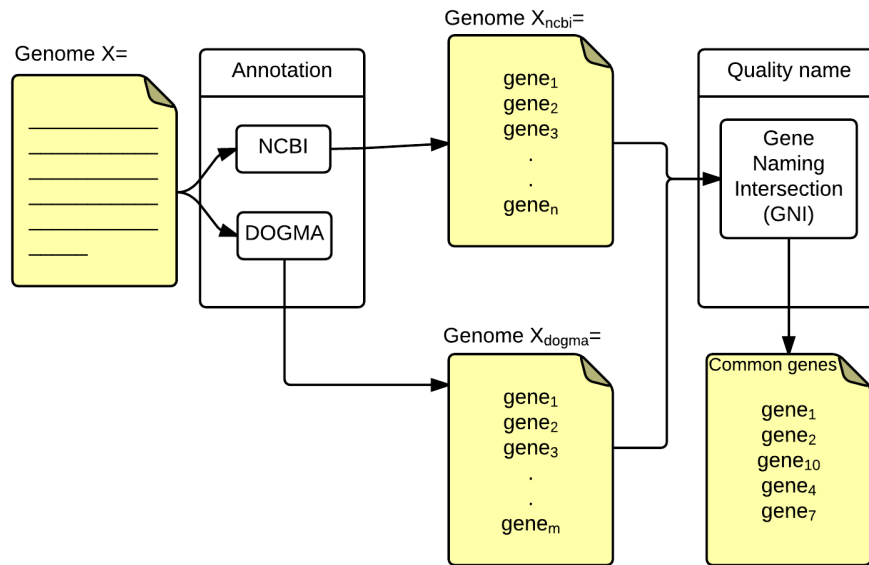 Genome X=
Annotation
NCBI
DOGMA
Genome Xncbi=
gene1
gene2
gene3
.
.
genen
Genome Xdogma=
gene1
gene2
gene3
.
.
genem
Quality name
Gene
Naming
Intersection
(GNI)
Common genes
gene1
gene2
gene10
gene4
gene7